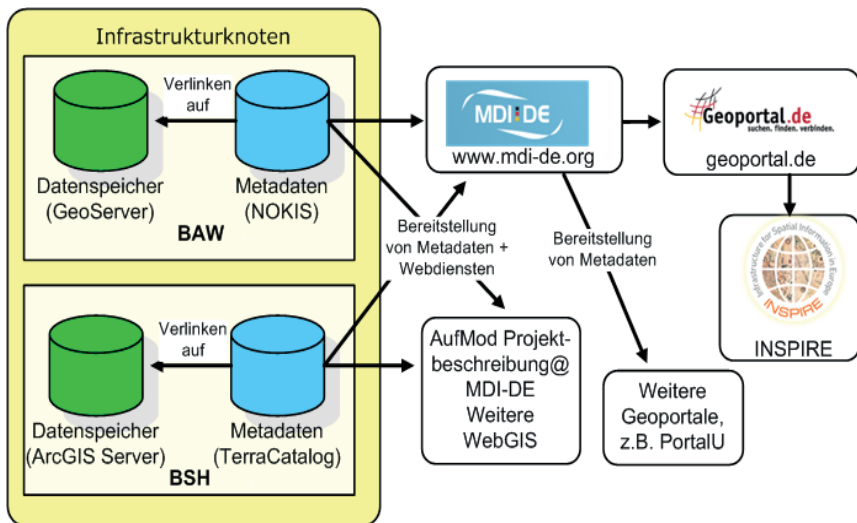 Infrastrukturknoten
Verlinken
auf
Datenspeicher
(GeoServer)
Metadaten
(NOKIS)
BAW
Verlinken
auf
Datenspeicher
(ArcGIS Server)
Metadaten
(TerraCatalog)
BSH
MDI-DE
www.mdi-de.org
Geoportal.de
suchen. finden. verbinden.
geoportal.de
Bereitstellung
von Metadaten +
Webdiensten
Bereitstellung
von Metadaten
Infrastructure for Spatial Information in Europe
INSPIRE
INSPIRE
AufMod Projekt-
beschreibung@
MDI-DE
Weitere
WebGIS
Weitere
Geoportale,
z.B. PortalU